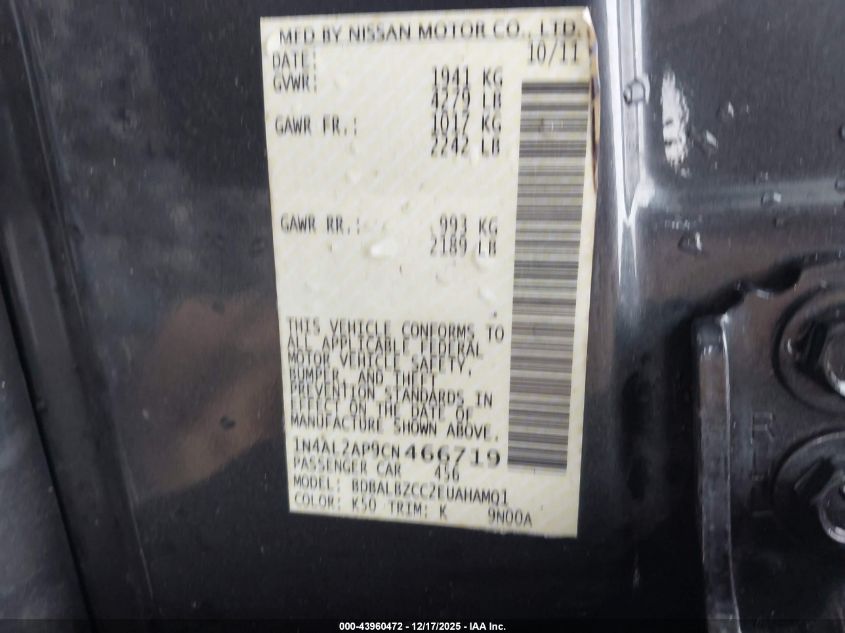 MFD BY NISSAN MOTOR CO., LTD.
DATE: 10/11
GVWR: 1941 KG
4279 LB
GAWR FR.: 1017 KG
2242 LB
GAWR RR.: 993 KG
2189 LB
THIS VEHICLE CONFORMS TO
ALL APPLICABLE FEDERAL
MOTOR VEHICLE SAFETY,
BUMPER, AND THEFT
PREVENTION STANDARDS IN
EFFECT ON THE DATE OF
MANUFACTURE SHOWN ABOVE.
1N4AL2AP9CN466719
PASSENGER CAR 456
MODEL: BDBALBZCC2EUAHAMQ1
COLOR: K50 TRIM: K 9N00A
RH
000-43960472 - 12/17/2025 - IAA Inc.